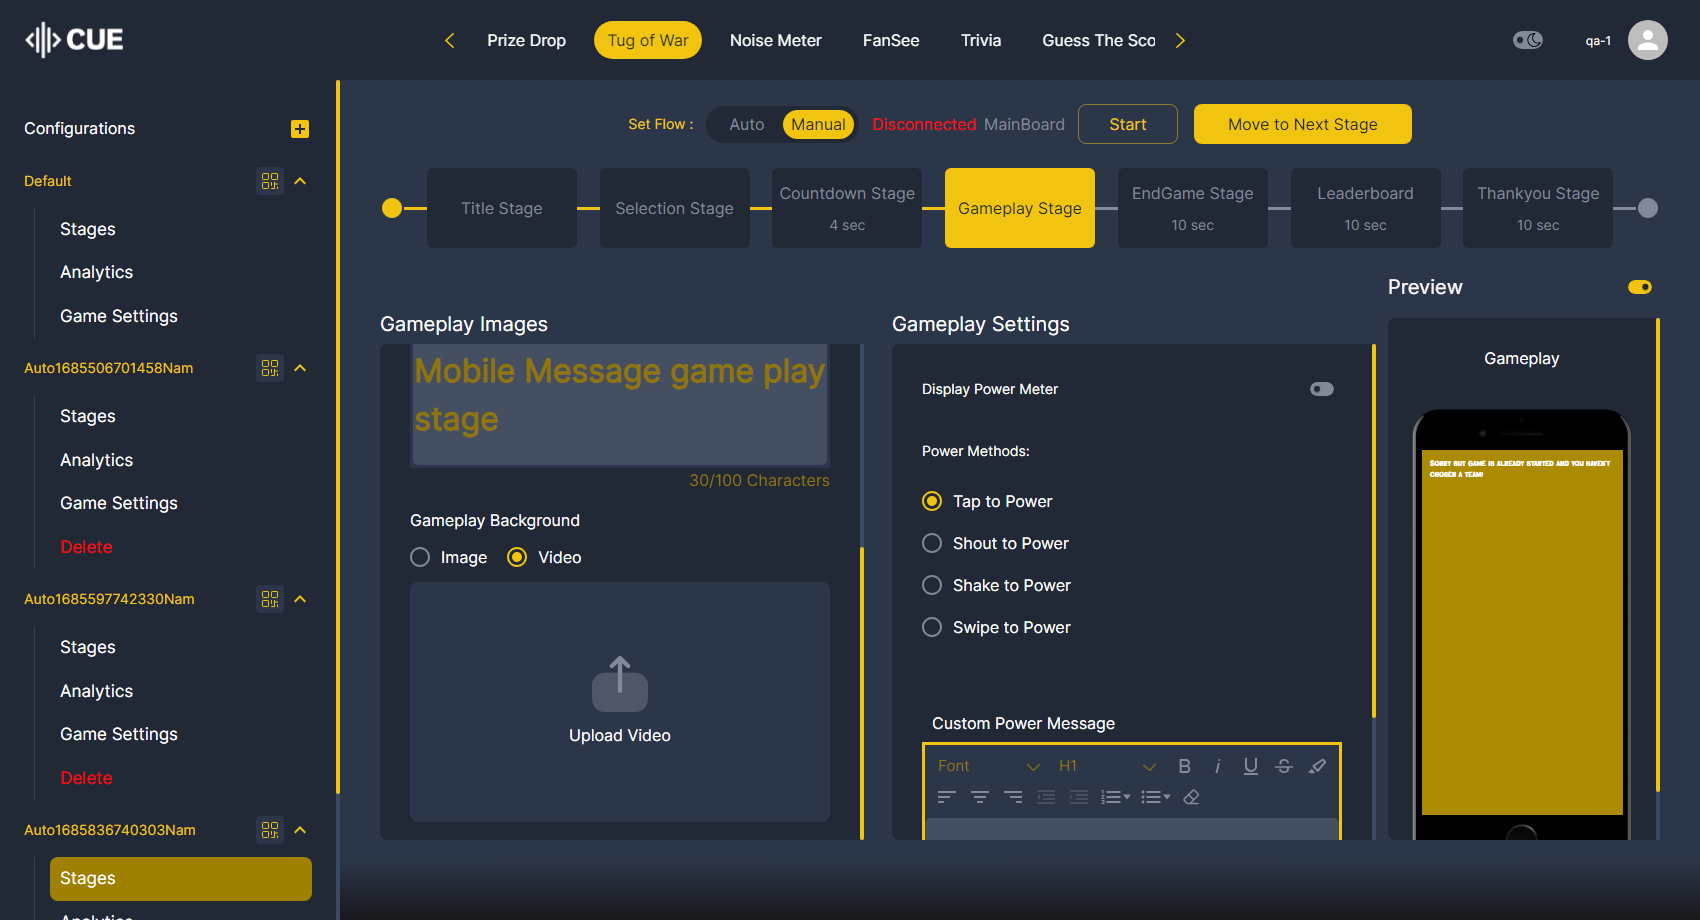 CUE
Prize Drop
Tug of War
Noise Meter
FanSee
Trivia
Guess The Sco
qa-1
Configurations
Default
Stages
Analytics
Game Settings
Auto1685506701458Nam
Stages
Analytics
Game Settings
Delete
Auto1685597742330Nam
Stages
Analytics
Game Settings
Delete
Auto1685836740303Nam
Stages
Analytics
Set Flow :
Auto
Manual
Disconnected MainBoard
Start
Move to Next Stage
Title Stage
Selection Stage
Countdown Stage
4 sec
Gameplay Stage
EndGame Stage
10 sec
Leaderboard
10 sec
Thankyou Stage
10 sec
Gameplay Images
Mobile Message game play
stage
30/100 Characters
Gameplay Background
Image
Video
Upload Video
Gameplay Settings
Display Power Meter
Power Methods:
Tap to Power
Shout to Power
Shake to Power
Swipe to Power
Custom Power Message
Font
H1
Preview
Gameplay
Sorry but game is already started and you haven't
chosen a team!